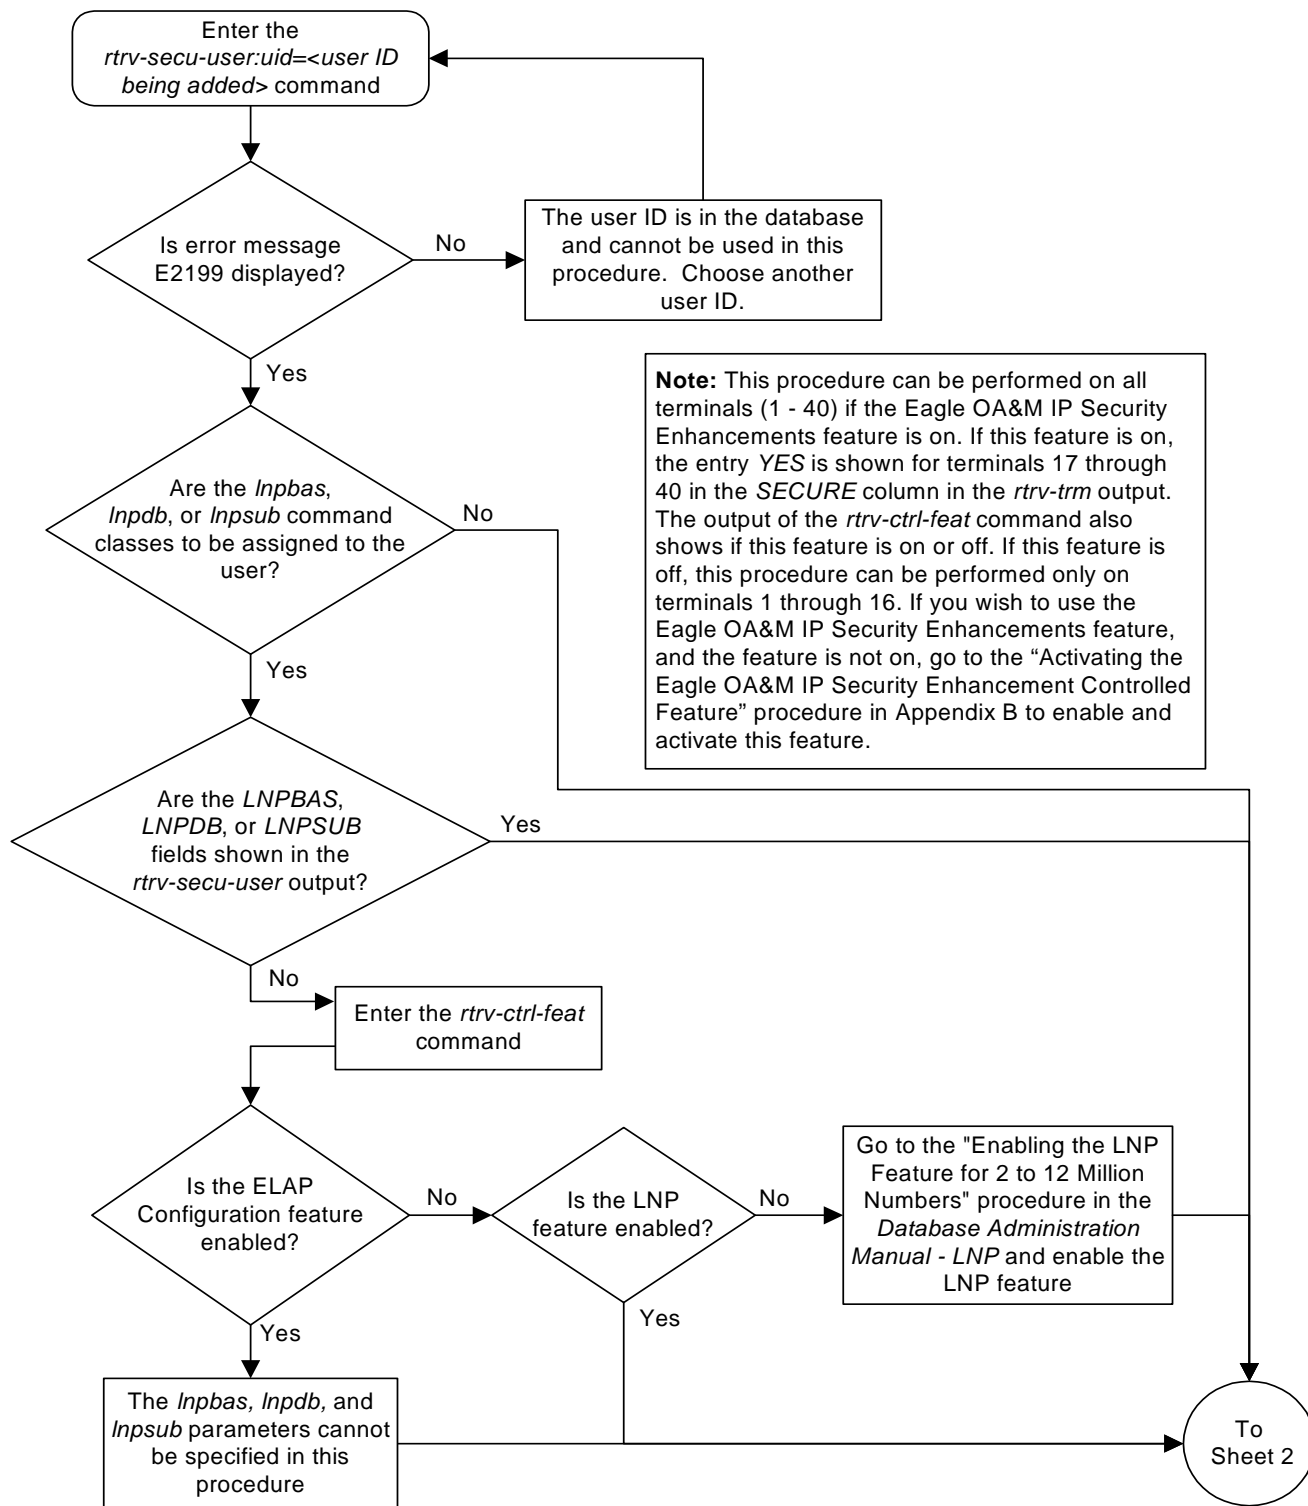 Enter the
rtrv-secu-user:uid=<user ID
being added> command
Is error message
E2199 displayed?
No
The user ID is in the database
and cannot be used in this
procedure.  Choose another
user ID.
Yes
Note: This procedure can be performed on all
terminals (1 - 40) if the Eagle OA&M IP Security
Enhancements feature is on. If this feature is on,
the entry YES is shown for terminals 17 through
40 in the SECURE column in the rtrv-trm output.
The output of the rtrv-ctrl-feat command also
shows if this feature is on or off. If this feature is
off, this procedure can be performed only on
terminals 1 through 16. If you wish to use the
Eagle OA&M IP Security Enhancements feature,
and the feature is not on, go to the “Activating the
Eagle OA&M IP Security Enhancement Controlled
Feature” procedure in Appendix B to enable and
activate this feature.
Are the lnpbas,
lnpdb, or lnpsub command
classes to be assigned to the
user?
No
Yes
Are the LNPBAS,
LNPDB, or LNPSUB
fields shown in the
rtrv-secu-user output?
Yes
No
Enter the rtrv-ctrl-feat
command
Is the ELAP
Configuration feature
enabled?
No
Is the LNP
feature enabled?
No
Go to the "Enabling the LNP
Feature for 2 to 12 Million
Numbers" procedure in the
Database Administration
Manual - LNP and enable the
LNP feature
Yes
Yes
The lnpbas, lnpdb, and
lnpsub parameters cannot
be specified in this
procedure
To
Sheet 2